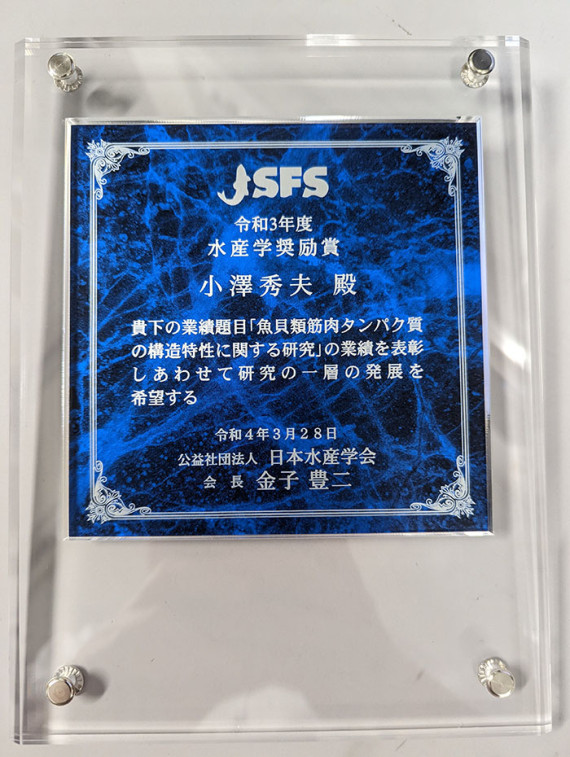 JSFS
令和3年度
水産学奨励賞
小澤秀夫 殿
貴下の業績題目「魚貝類筋肉タンパク質
の構造特性に関する研究」の業績を表彰
しあわせて研究の一層の発展を
希望する
令和4年3月28日
公益社団法人 日本水産学会
会長 金子豊二